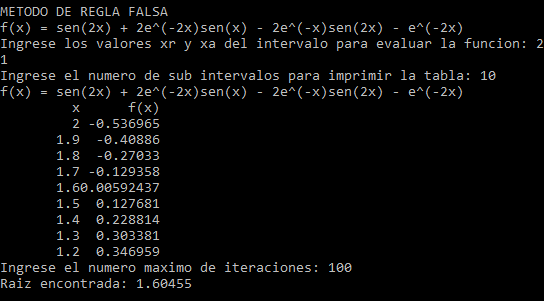 METODO DE REGLA FALSA
f(x) = sen(2x) + 2e^(-2x)sen(x) - 2e^(-x)sen(2x) - e^(-2x)
Ingrese los valores xr y xa del intervalo para evaluar la funcion: 2
1
Ingrese el numero de sub intervalos para imprimir la tabla: 10
f(x) = sen(2x) + 2e^(-2x)sen(x) - 2e^(-x)sen(2x) - e^(-2x)
x f(x)
2 -0.536965
1.9 -0.40886
1.8 -0.27033
1.7 -0.129358
1.60.00592437
1.5 0.127681
1.4 0.228814
1.3 0.303381
1.2 0.346959
Ingrese el numero maximo de iteraciones: 100
Raiz encontrada: 1.60455